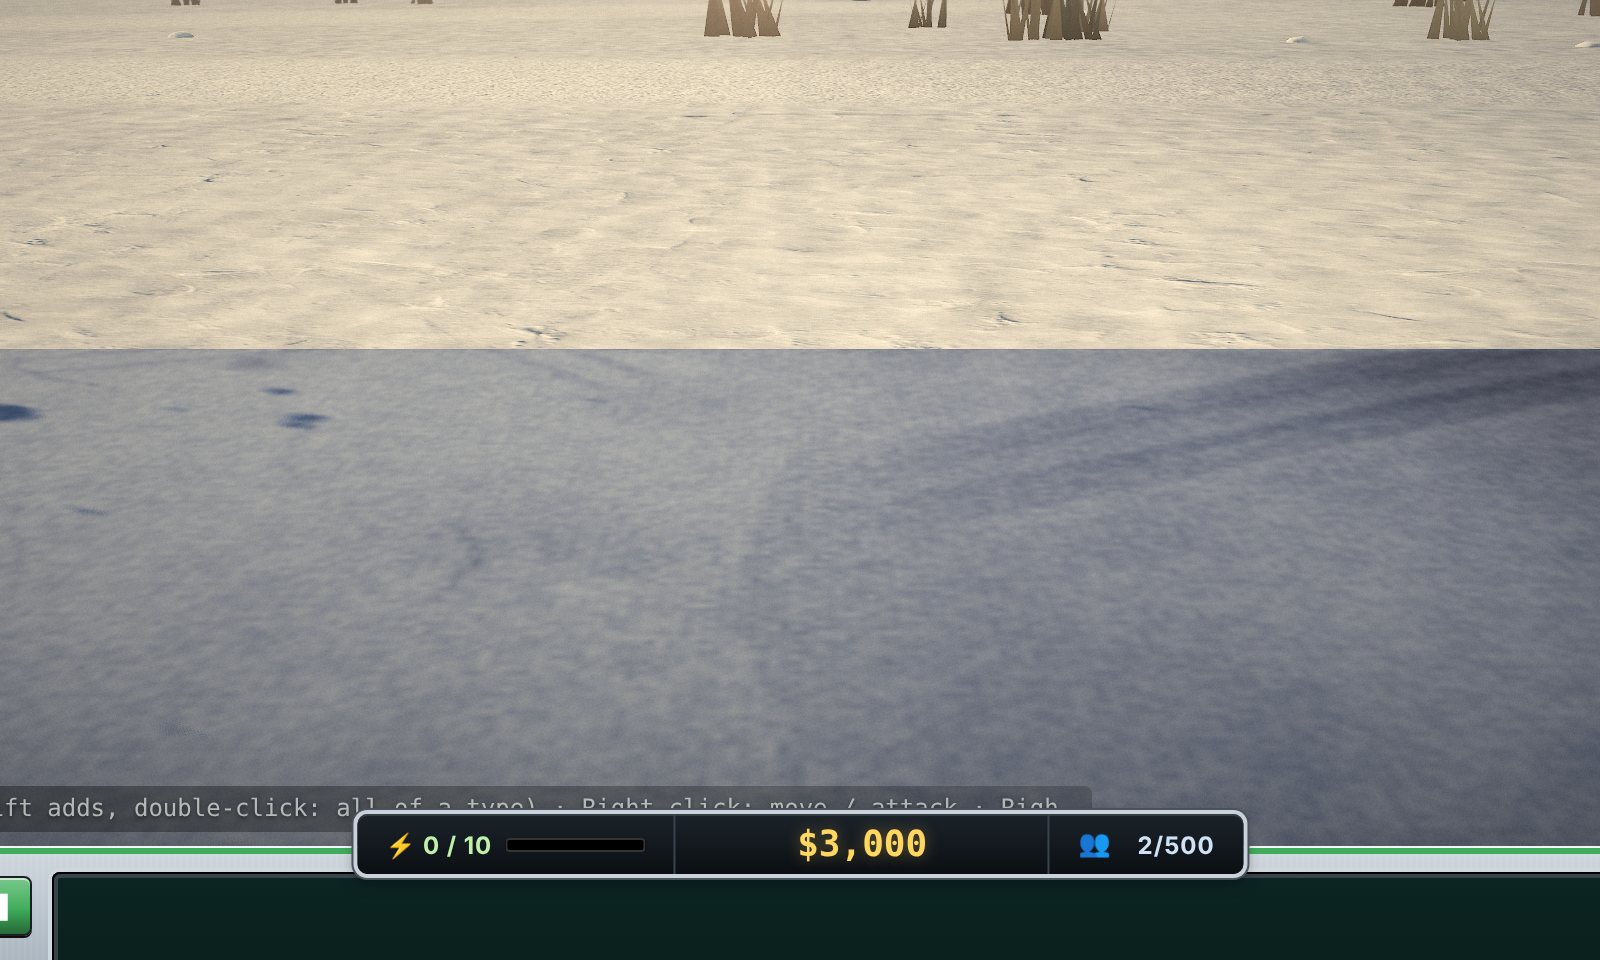 ft adds, double-click: all of a type) · Right click: move / attack · Righ
⚡ 0 / 10 $3,000 👥 2/500